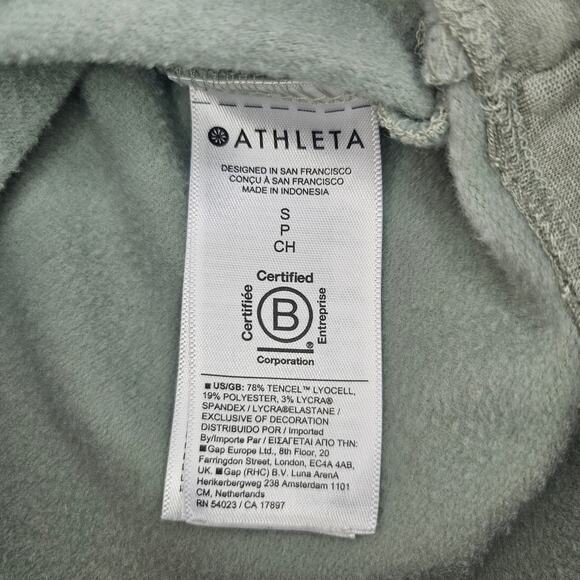 ATHLETA
DESIGNED IN SAN FRANCISCO
CONÇU À SAN FRANCISCO
MADE IN INDONESIA
S
P
CH
Certified
Certifiée
B
Entreprise
®
Corporation
■ US/GB: 78% TENCEL™ LYOCELL,
19% POLYESTER, 3% LYCRA®
SPANDEX / LYCRA®ELASTANE /
EXCLUSIVE OF DECORATION
DISTRIBUIDO POR / Imported
By/Importe Par / ΕΙΣΑΓΕΤΑΙ ΑΠΟ ΤΗΝ:
■ Gap Europe Ltd., 8th Floor, 20
Farringdon Street, London, EC4A 4AB,
UK. ■ Gap (RHC) B.V. Luna ArenA
Herikerbergweg 238 Amsterdam 1101
CM, Netherlands
RN 54023 / CA 17897